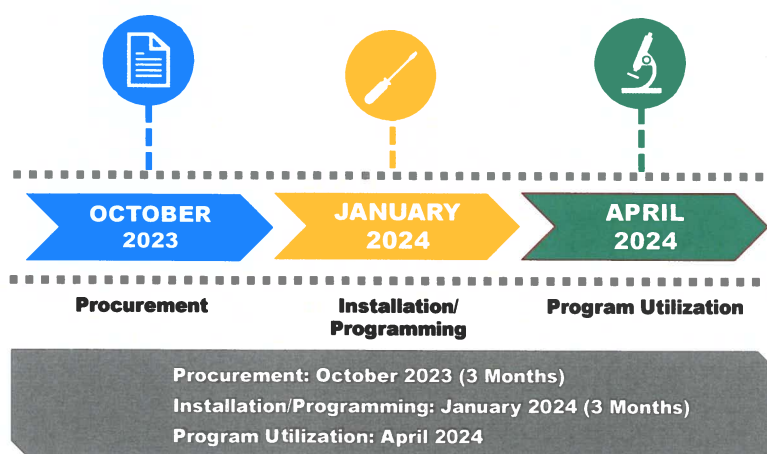 OCTOBER
2023
JANUARY
2024
APRIL
2024
Procurement
Installation/
Programming
Program Utilization
Procurement: October 2023 (3 Months)
Installation/Programming: January 2024 (3 Months)
Program Utilization: April 2024